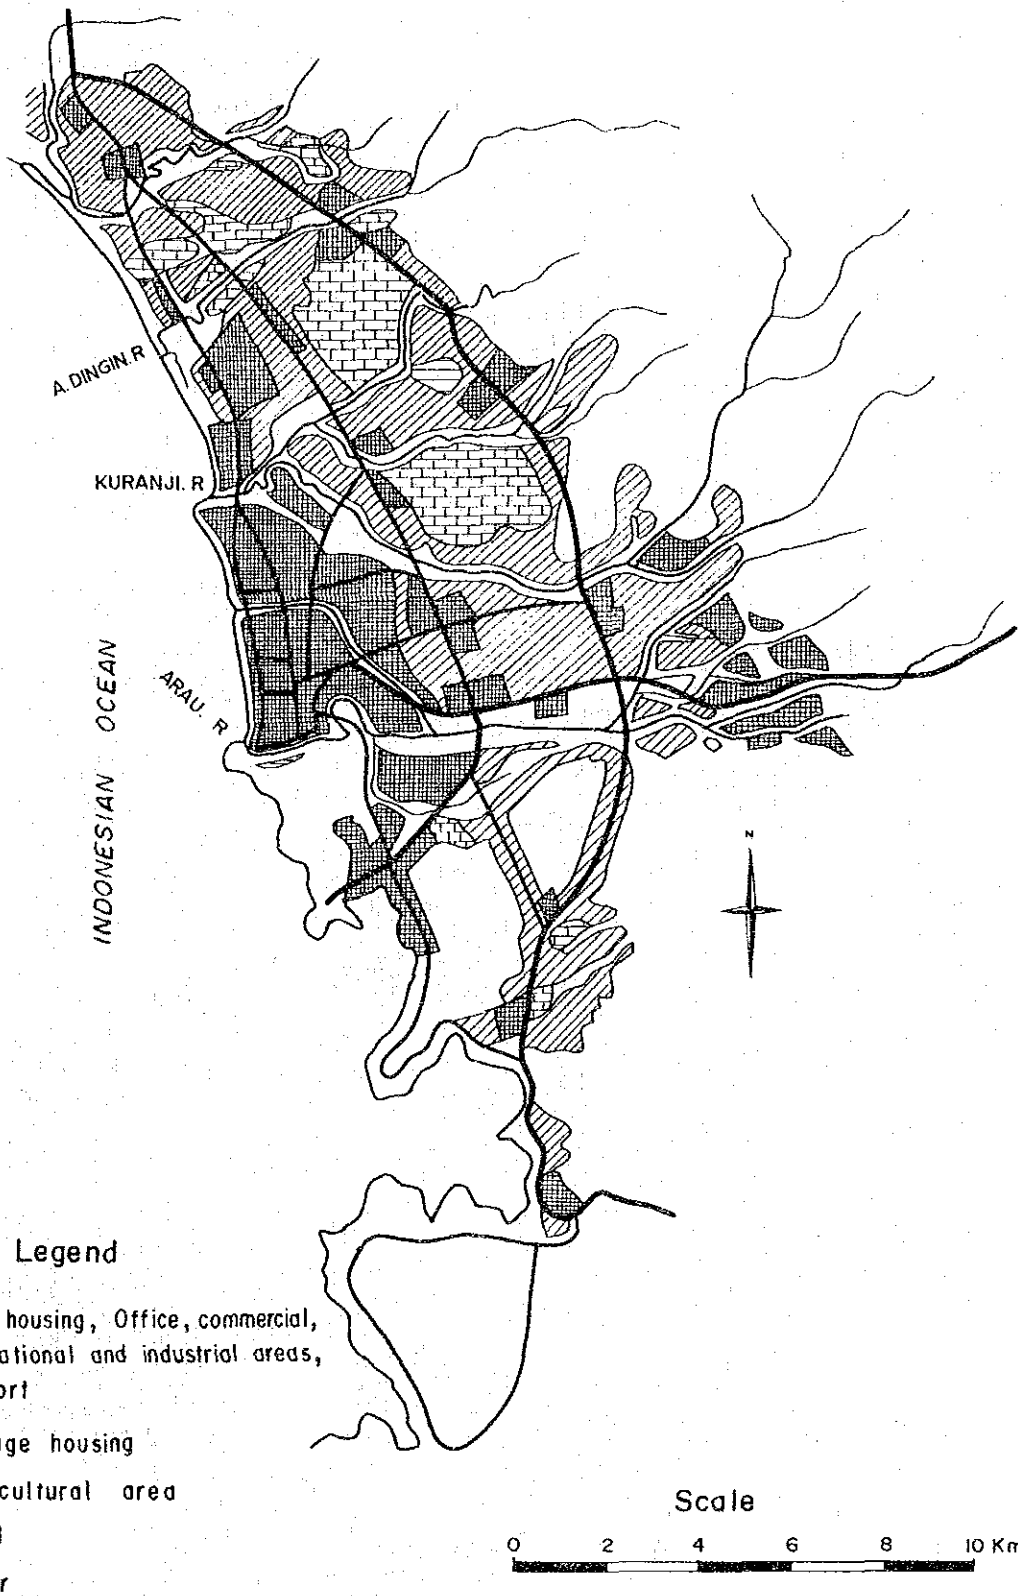 A. DINGIN. R
KURANJI. R
ARAU. R
INDONESIAN OCEAN
N
Legend
housing, Office, commercial,
ational and industrial areas,
ort
ge housing
cultural area
r
Scale
0 2 4 6 8 10 Km